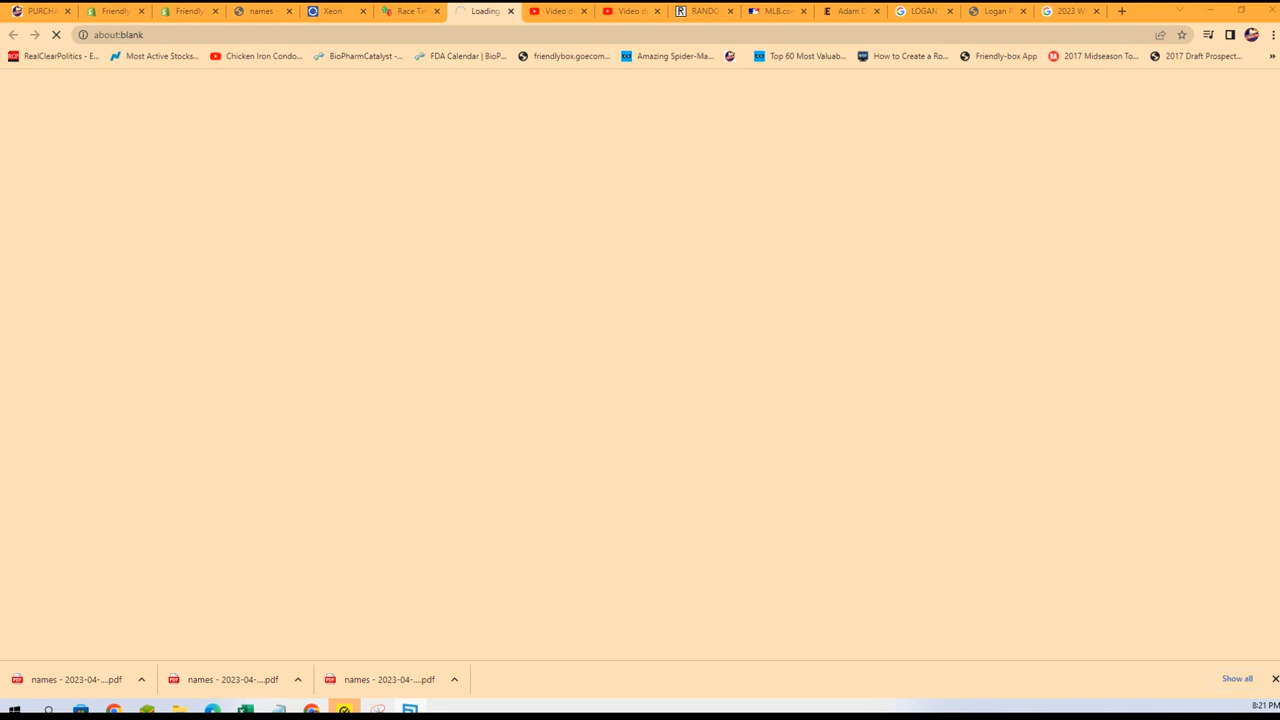 PURCHA Friendly Friendly names - Xeon Race Ti Loading Video d Video d RANDO MLB.co Adam D LOGAN Logan P 2023 W
about:blank
RealClearPolitics - E... Most Active Stocks... Chicken Iron Condo... BioPharmCatalyst -... FDA Calendar | BioP... friendlybox.goecom... Amazing Spider-Ma... Top 60 Most Valuab... How to Create a Ro... Friendly-box App 2017 Midseason To... 2017 Draft Prospect... »
names - 2023-04-....pdf names - 2023-04-....pdf names - 2023-04-....pdf Show all
8:21 PM